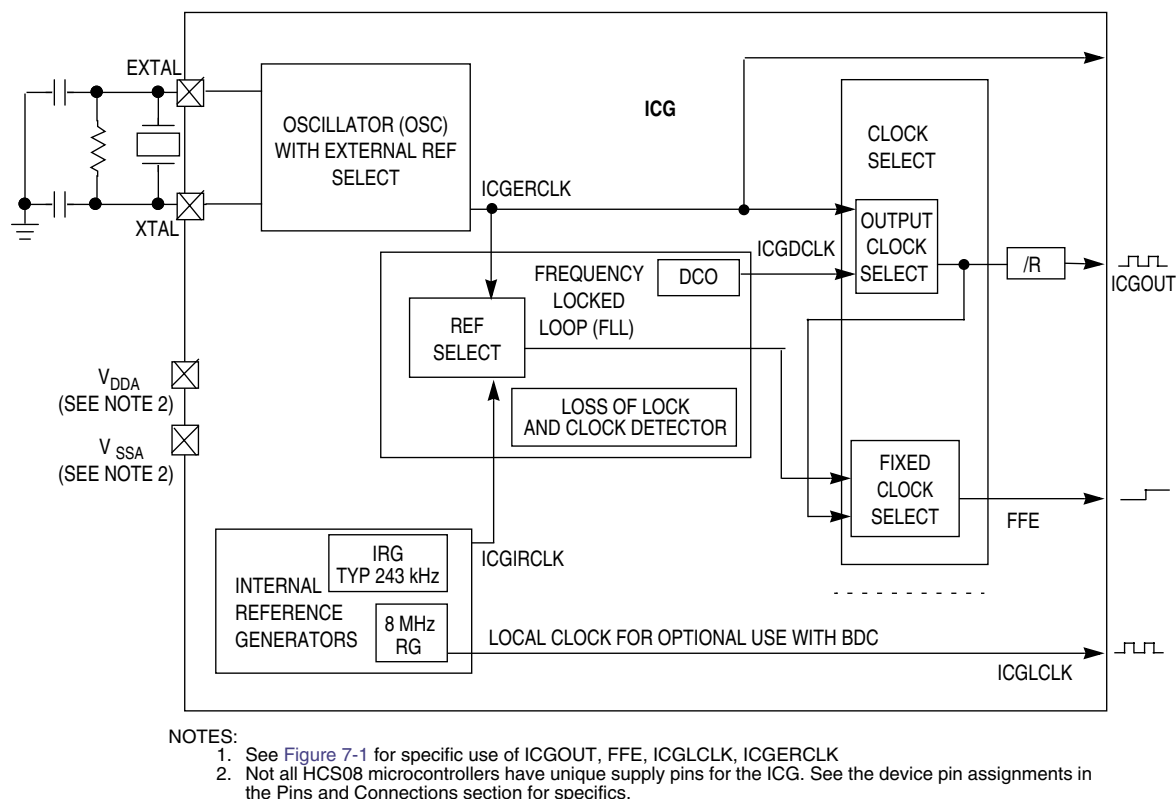 EXTAL
OSCILLATOR (OSC)
WITH EXTERNAL REF
SELECT
ICG
CLOCK
SELECT
XTAL
ICGERCLK
OUTPUT
CLOCK
SELECT
ICGDCLK
/R
ICGOUT
FREQUENCY
LOCKED
LOOP (FLL)
DCO
REF
SELECT
LOSS OF LOCK
AND CLOCK DETECTOR
VDDA
(SEE NOTE 2)
VSSA
(SEE NOTE 2)
FIXED
CLOCK
SELECT
FFE
ICGIRCLK
IRG
TYP 243 kHz
INTERNAL
REFERENCE
GENERATORS
8 MHz
RG
LOCAL CLOCK FOR OPTIONAL USE WITH BDC
ICGLCLK
NOTES:
1. See Figure 7-1 for specific use of ICGOUT, FFE, ICGLCLK, ICGERCLK
2. Not all HCS08 microcontrollers have unique supply pins for the ICG. See the device pin assignments in
the Pins and Connections section for specifics.